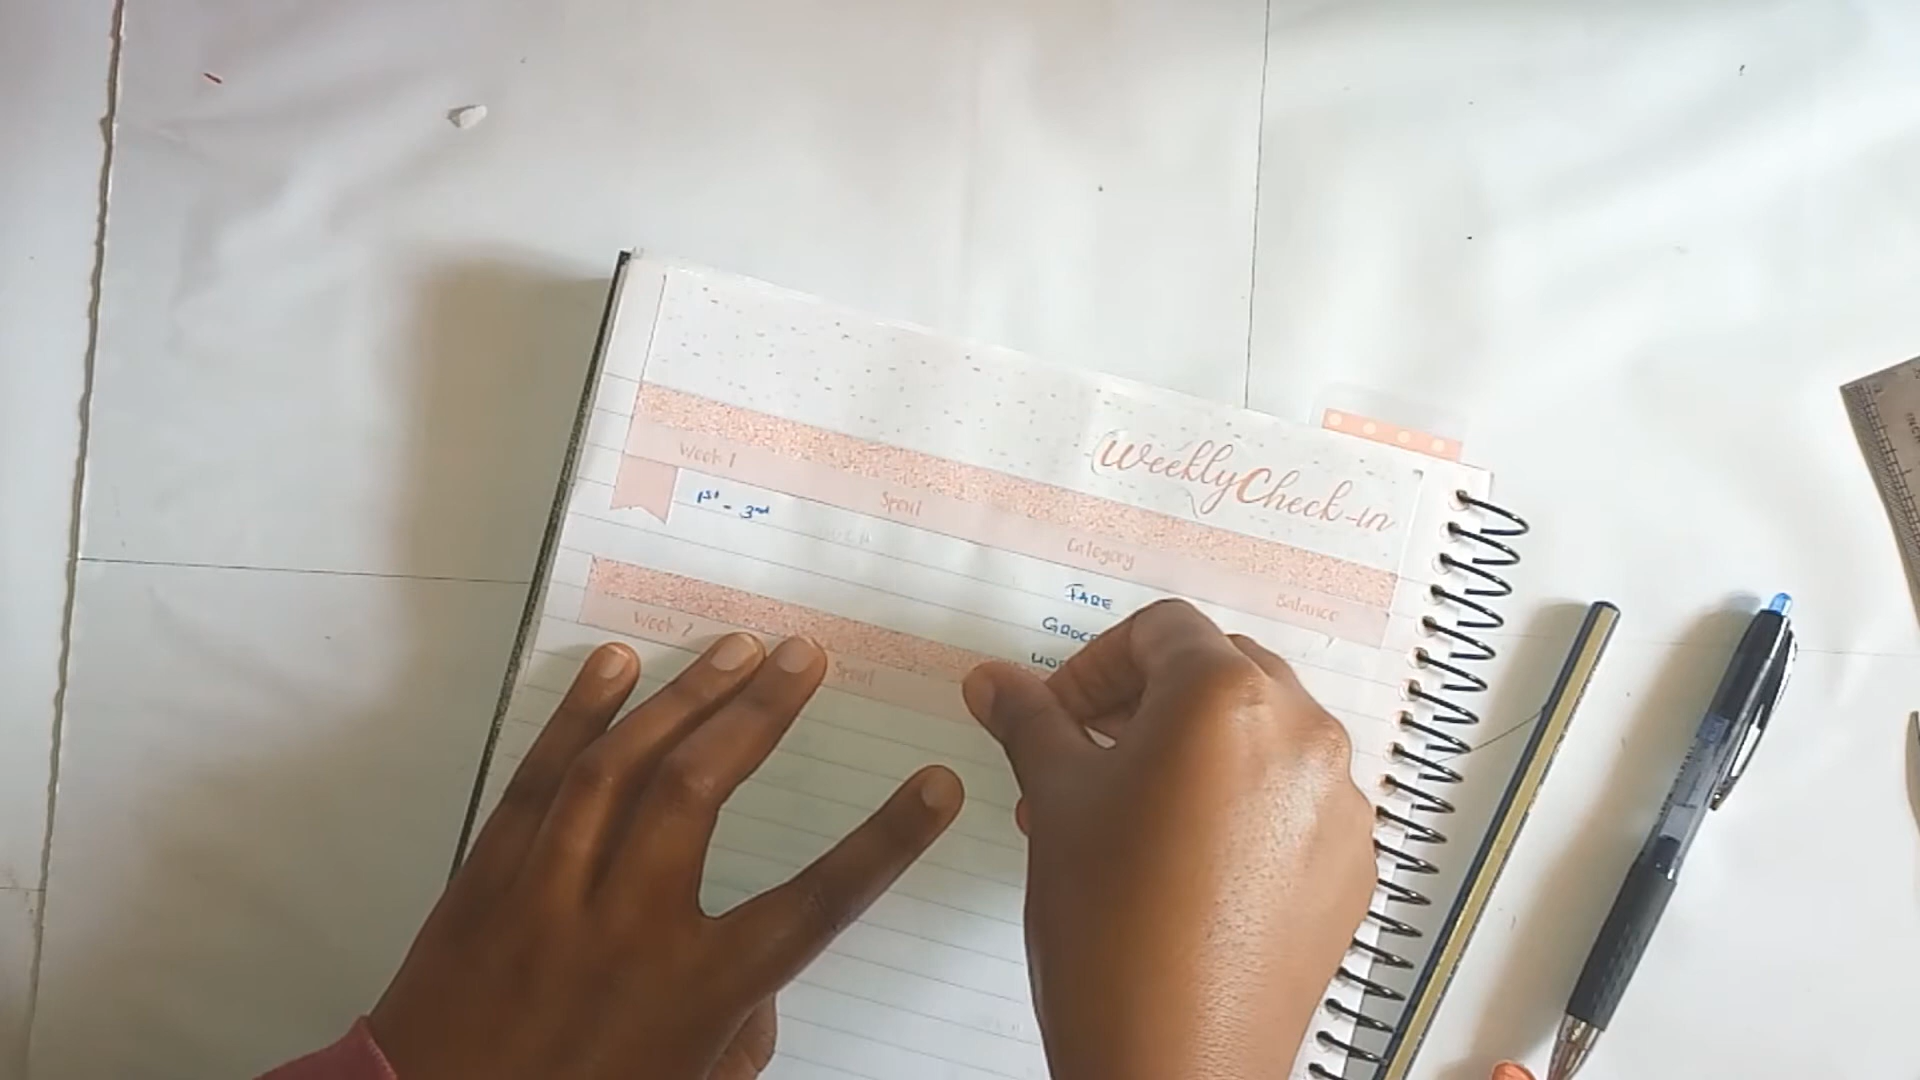 Weekly Check-in
Week 1
Spent
Category
Balance
1st - 3rd
FARE
Week 2
Spent